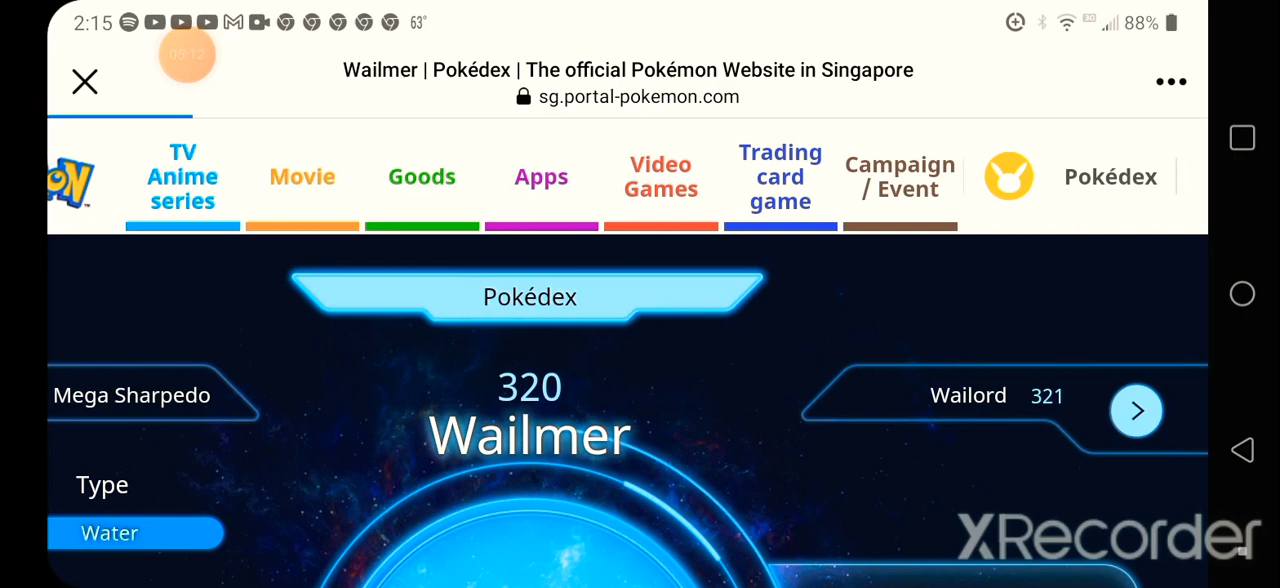 2:15 63° 88%
05:12
Wailmer | Pokédex | The official Pokémon Website in Singapore
sg.portal-pokemon.com
TV Anime series
Movie
Goods
Apps
Video Games
Trading card game
Campaign / Event
Pokédex
Pokédex
Mega Sharpedo
320
Wailmer
Wailord 321
Type
Water
XRecorder